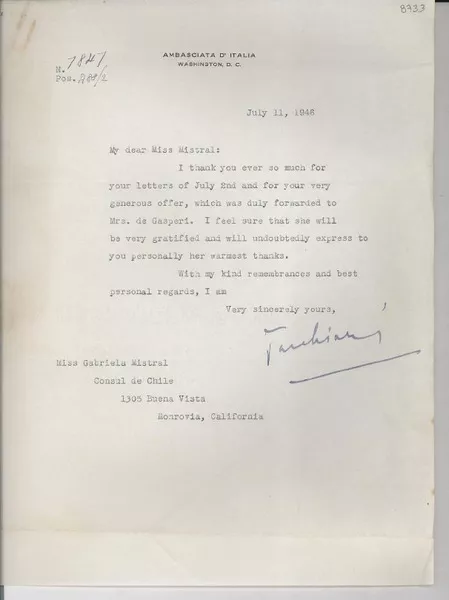 8733
AMBASCIATA D' ITALIA
WASHINGTON, D. C.
N. 7847
Pos. A89/2
July 11, 1946
My dear Miss Mistral:
I thank you ever so much for
your letters of July 2nd and for your very
generous offer, which was duly forwarded to
Mrs. de Gasperi. I feel sure that she will
be very gratified and will undoubtedly express to
you personally her warmest thanks.
With my kind remembrances and best
personal regards, I am
Very sincerely yours,
Tarchiani
Miss Gabriela Mistral
Consul de Chile
1305 Buena Vista
Monrovia, California